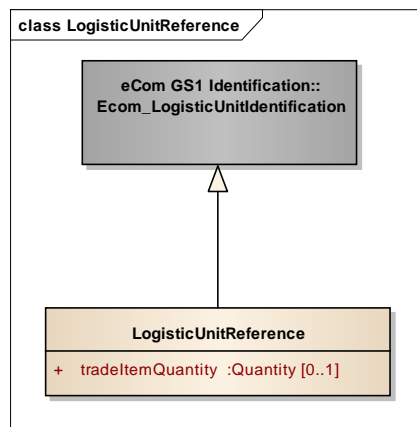 class LogisticUnitReference
eCom GS1 Identification::
Ecom_LogisticUnitIdentification
LogisticUnitReference
+ tradeItemQuantity :Quantity [0..1]